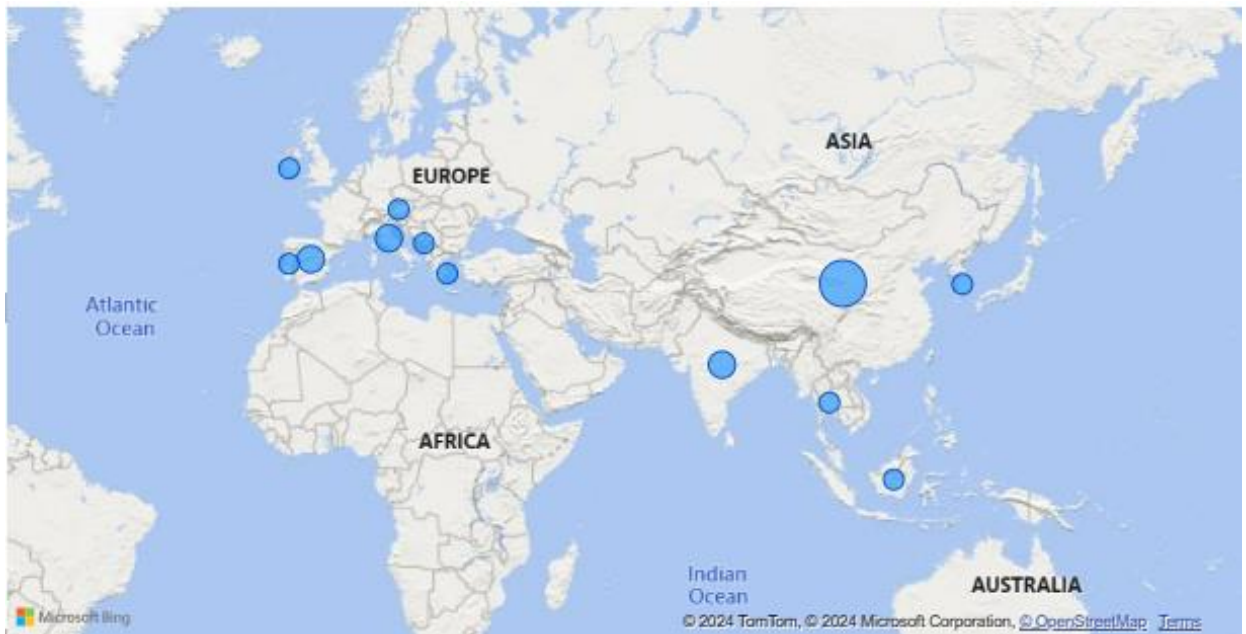 ASIA
EUROPE
Atlantic
Ocean
AFRICA
Indian
Ocean
AUSTRALIA
Microsoft Bing
© 2024 TomTom, © 2024 Microsoft Corporation, © OpenStreetMap Terms